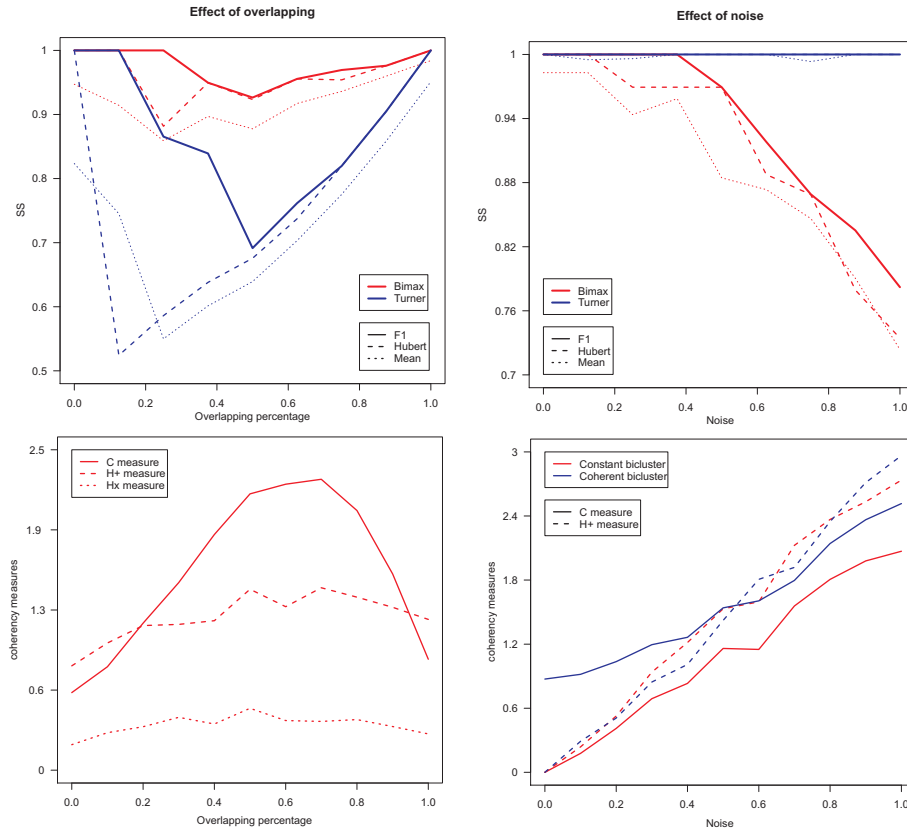 Effect of overlapping
SS
1
0.9
0.8
0.7
0.6
0.5
Bimax
Turner
F1
Hubert
Mean
0.0 0.2 0.4 0.6 0.8 1.0
Overlapping percentage
Effect of noise
SS
1
0.94
0.88
0.82
0.76
0.7
Bimax
Turner
F1
Hubert
Mean
0.0 0.2 0.4 0.6 0.8 1.0
Noise
coherency measures
2.5
1.9
1.3
0.6
0
C measure
H+ measure
Hx measure
0.0 0.2 0.4 0.6 0.8 1.0
Overlapping percentage
coherency measures
3
2.4
1.8
1.2
0.6
0
Constant bicluster
Coherent bicluster
C measure
H+ measure
0.0 0.2 0.4 0.6 0.8 1.0
Noise